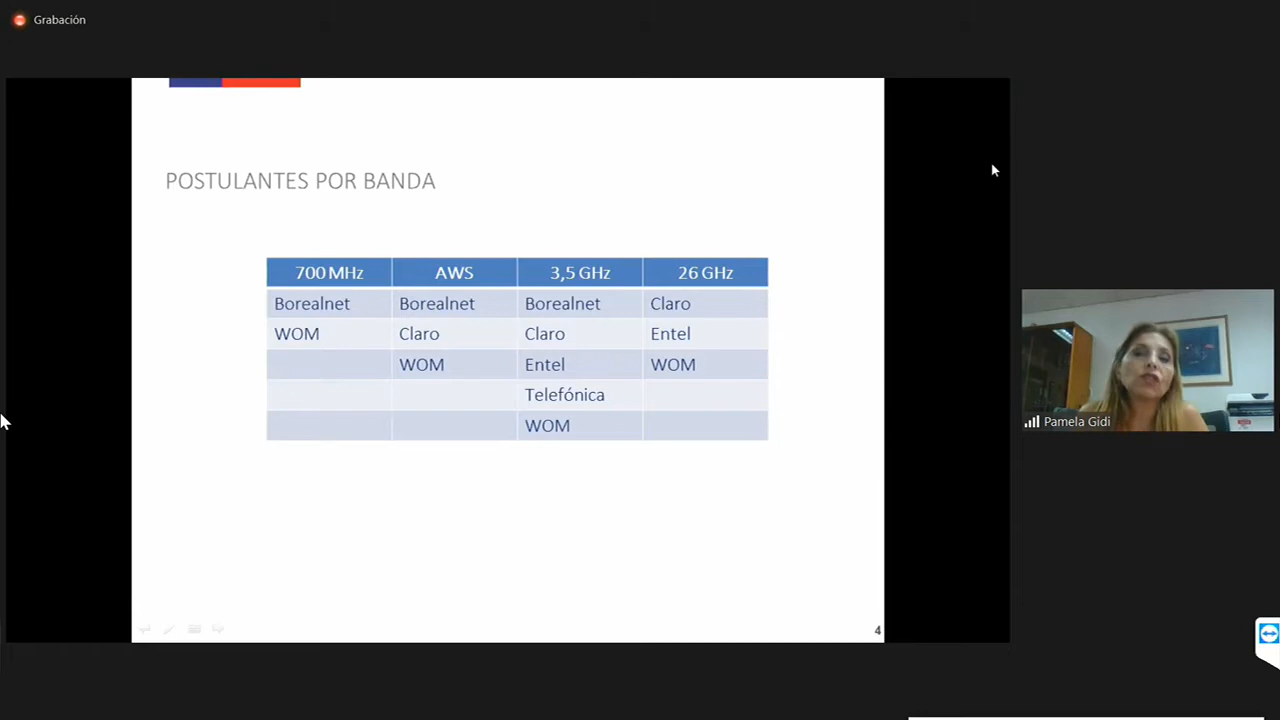 Grabación
POSTULANTES POR BANDA
700 MHz AWS 3,5 GHz 26 GHz
Borealnet Borealnet Borealnet Claro
WOM Claro Claro Entel
WOM Entel WOM
Telefónica
WOM
Pamela Gidi
4